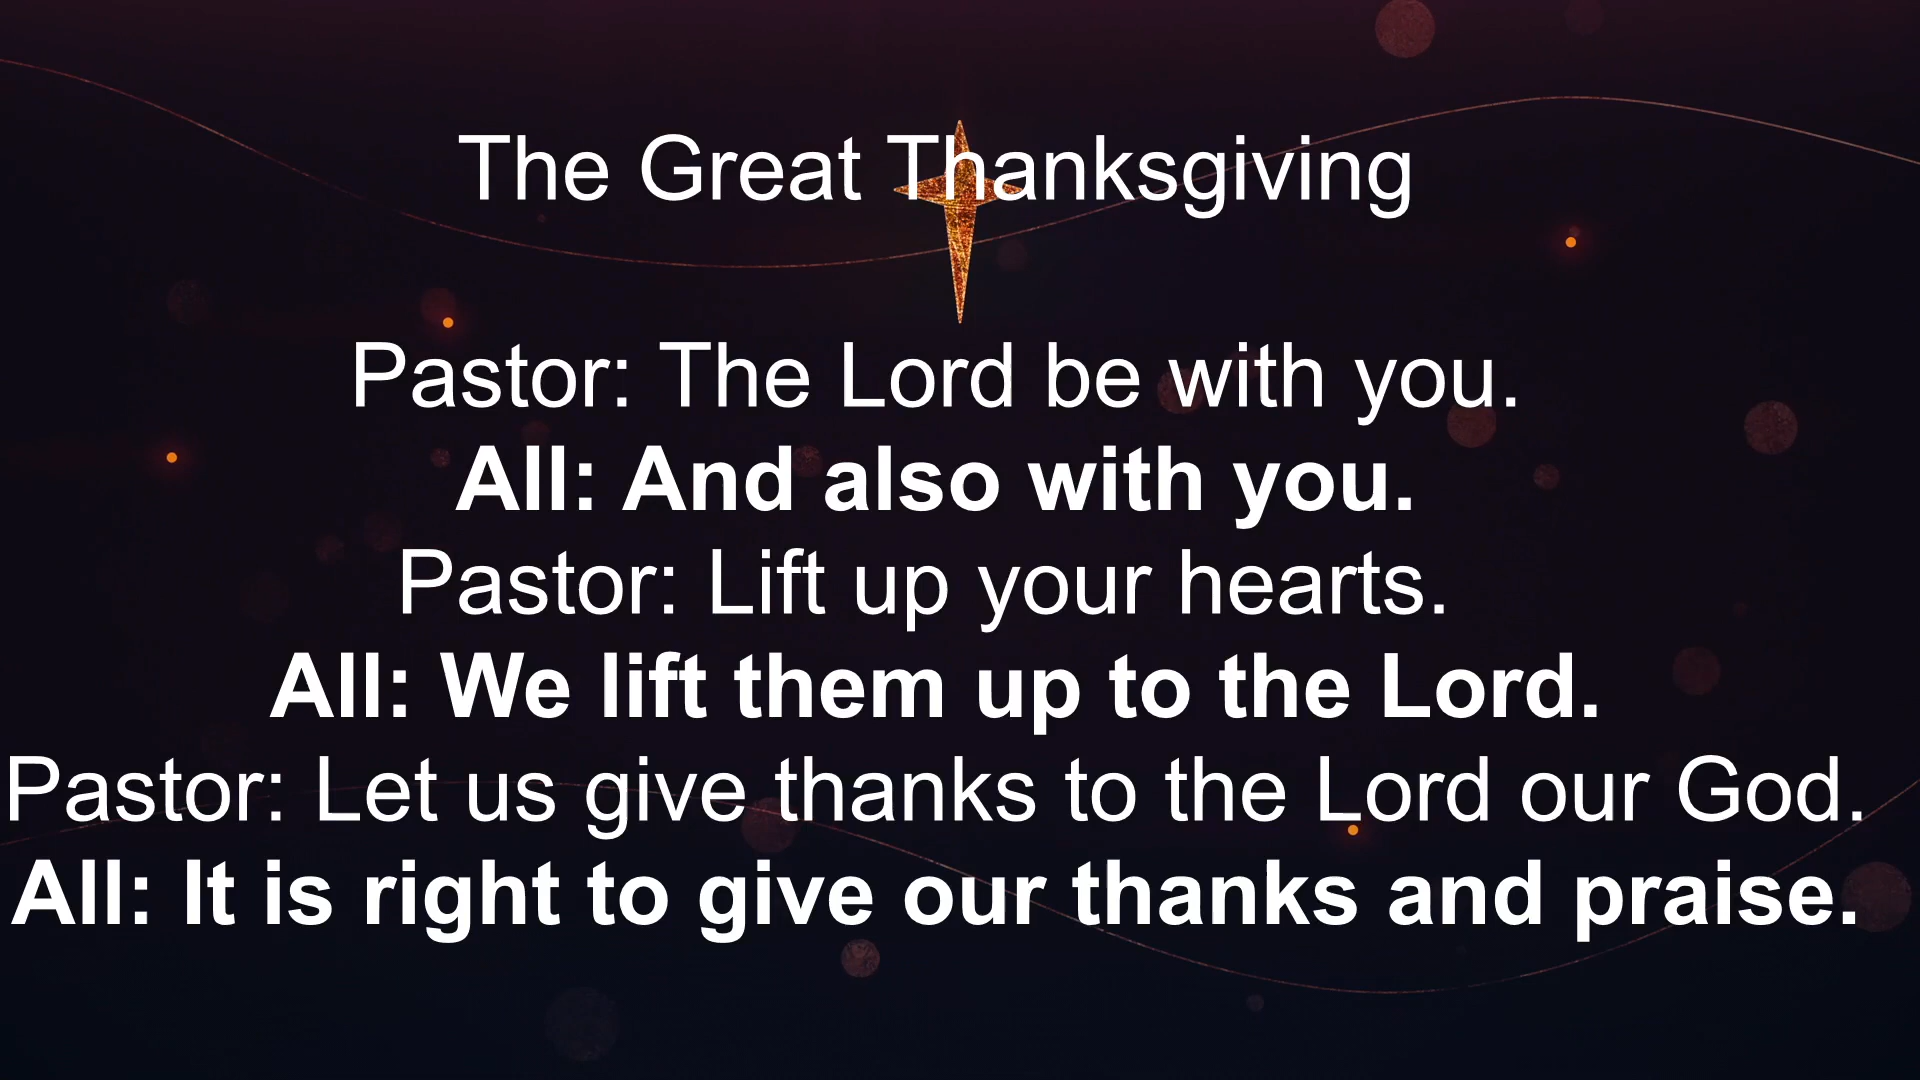 The Great Thanksgiving
Pastor: The Lord be with you.
All: And also with you.
Pastor: Lift up your hearts.
All: We lift them up to the Lord.
Pastor: Let us give thanks to the Lord our God.
All: It is right to give our thanks and praise.